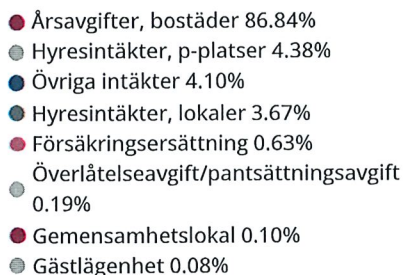 Årsavgifter, bostäder 86.84%
Hyresintäkter, p-platser 4.38%
Övriga intäkter 4.10%
Hyresintäkter, lokaler 3.67%
Försäkringsersättning 0.63%
Överlåtelseavgift/pantsättningsavgift
0.19%
Gemensamhetslokal 0.10%
Gästlägenhet 0.08%